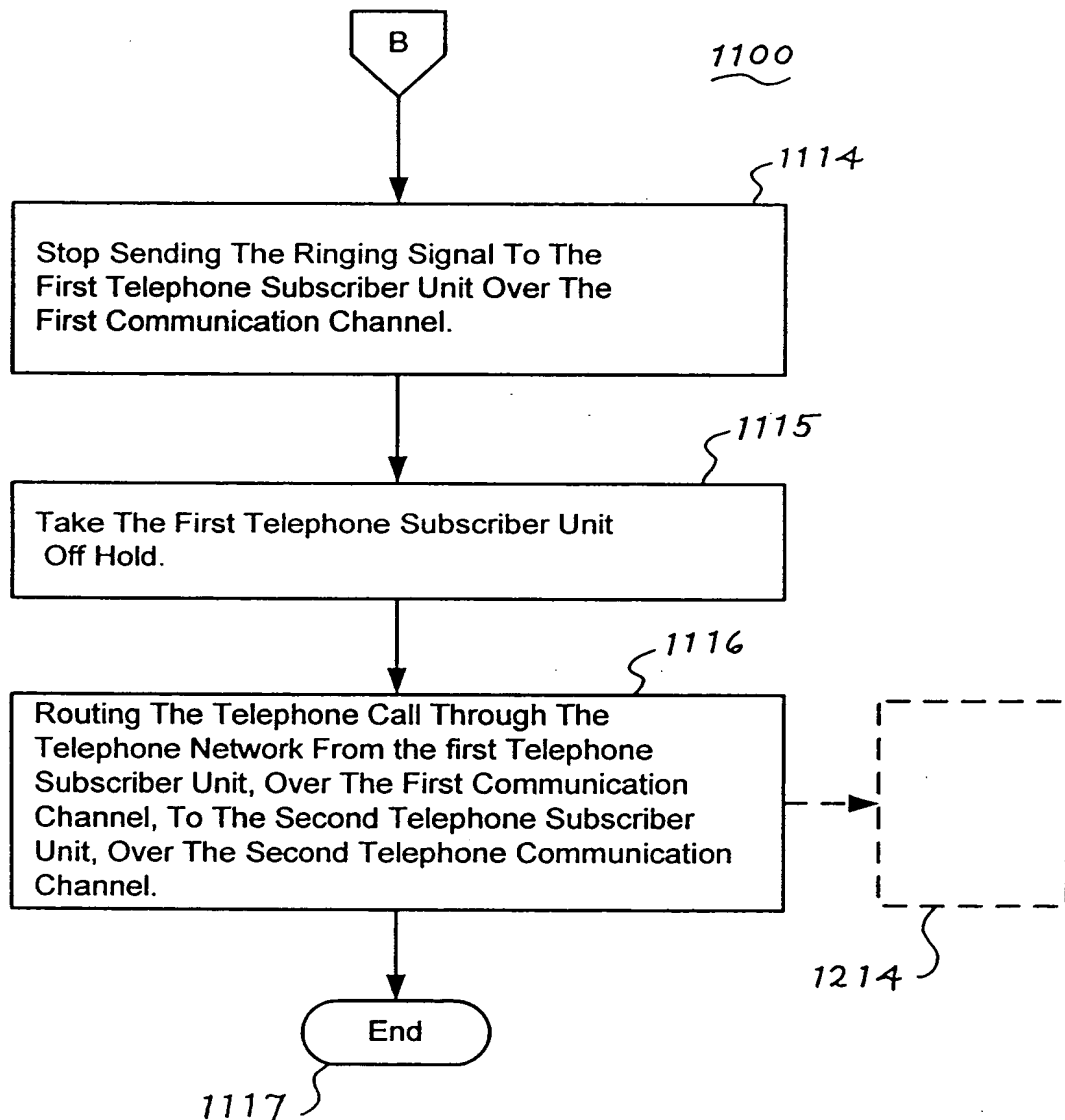 B
1100
1114
Stop Sending The Ringing Signal To The
First Telephone Subscriber Unit Over The
First Communication Channel.
1115
Take The First Telephone Subscriber Unit
Off Hold.
1116
Routing The Telephone Call Through The
Telephone Network From the first Telephone
Subscriber Unit, Over The First Communication
Channel, To The Second Telephone Subscriber
Unit, Over The Second Telephone Communication
Channel.
1214
End
1117